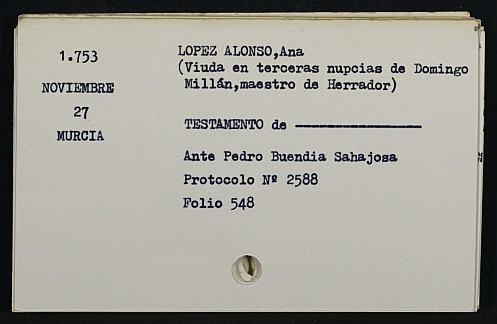 1.753
NOVIEMBRE
27
MURCIA
LOPEZ ALONSO,Ana
(Viuda en terceras nupcias de Domingo
Millán,maestro de Herrador)
TESTAMENTO de -----------------
Ante Pedro Buendia Sahajosa
Protocolo Nº 2588
Folio 548